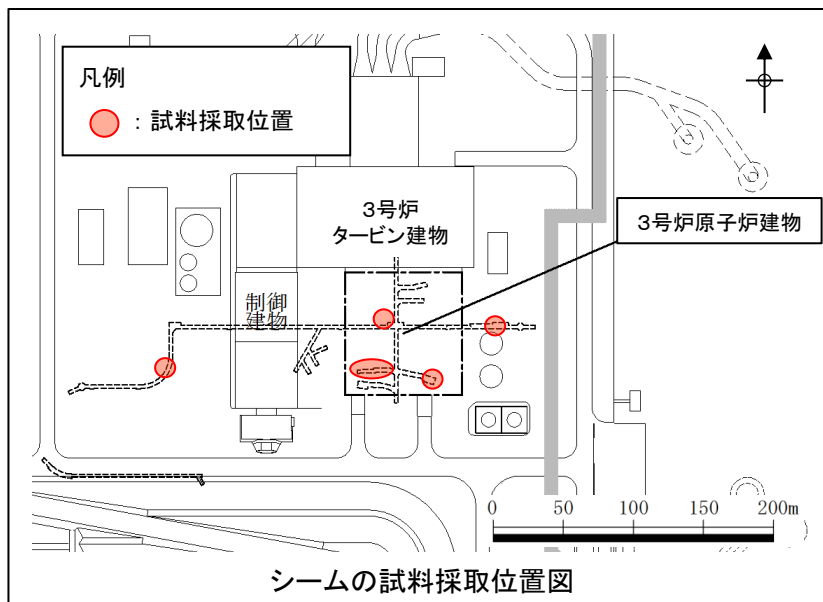 凡例
：試料採取位置
３号炉
タービン建物
３号炉原子炉建物
制御
建物
0 50 100 150 200m
シームの試料採取位置図